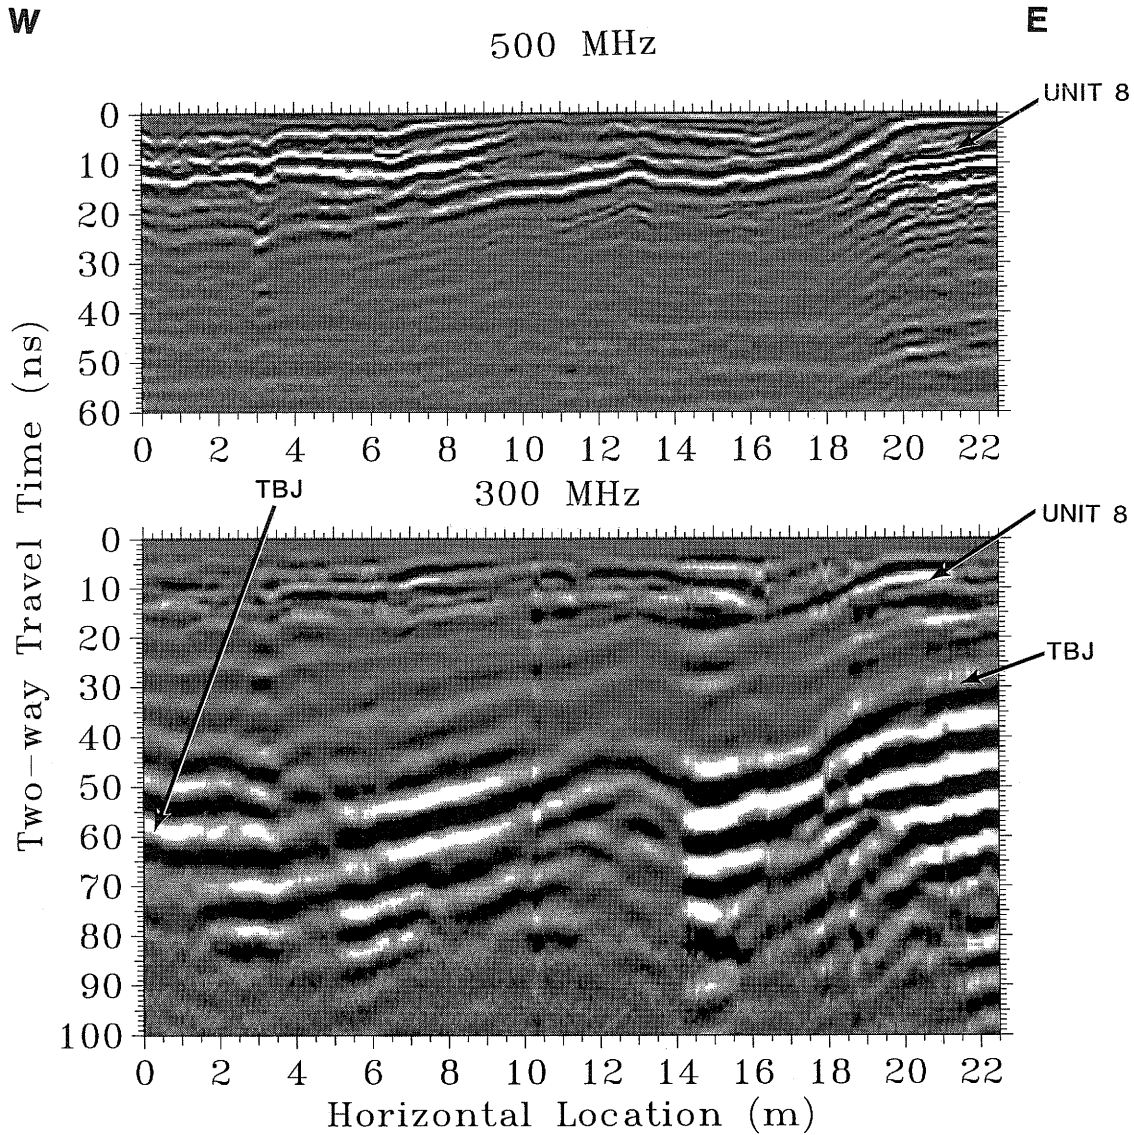 W E
500 MHz
UNIT 8
0
10
20
30
40
50
60
0 2 4 6 8 10 12 14 16 18 20 22
TBJ
300 MHz
UNIT 8
TBJ
0
10
20
30
40
50
60
70
80
90
100
0 2 4 6 8 10 12 14 16 18 20 22
Two-way Travel Time (ns)
Horizontal Location (m)